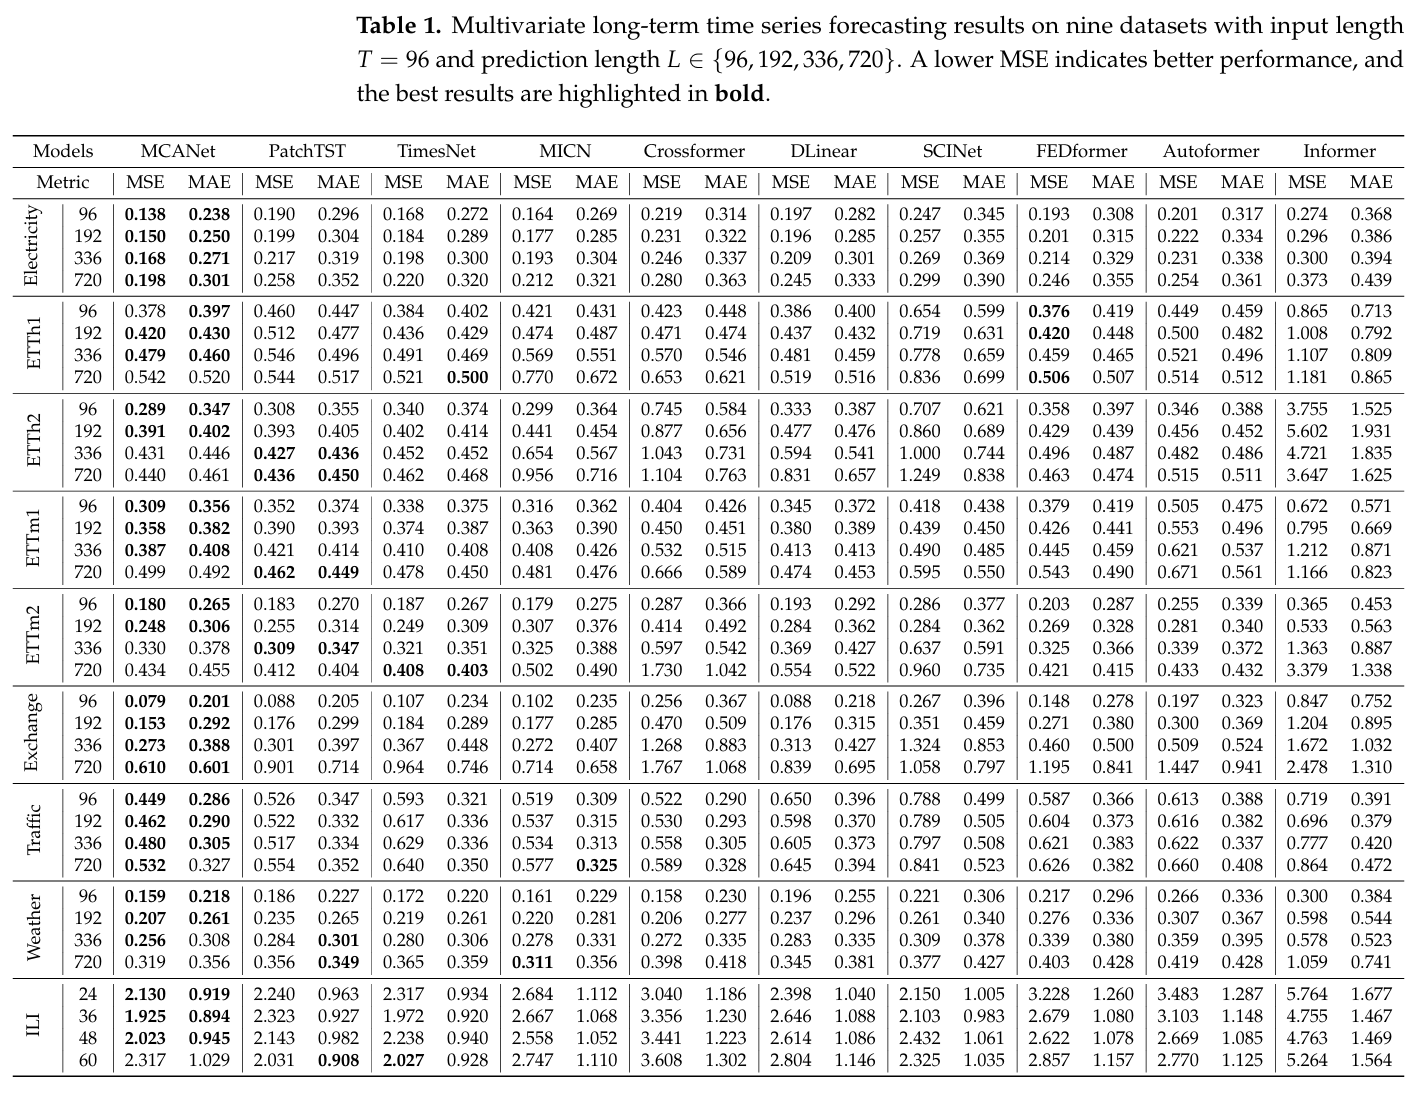 Table 1. Multivariate long-term time series forecasting results on nine datasets with input length
T = 96 and prediction length L ∈ {96, 192, 336, 720}. A lower MSE indicates better performance, and
the best results are highlighted in bold.
Models MCANet PatchTST TimesNet MICN Crossformer DLinear SCINet FEDformer Autoformer Informer
Metric MSE MAE MSE MAE MSE MAE MSE MAE MSE MAE MSE MAE MSE MAE MSE MAE MSE MAE MSE MAE
Electricity
96 0.138 0.238 0.190 0.296 0.168 0.272 0.164 0.269 0.219 0.314 0.197 0.282 0.247 0.345 0.193 0.308 0.201 0.317 0.274 0.368
192 0.150 0.250 0.199 0.304 0.184 0.289 0.177 0.285 0.231 0.322 0.196 0.285 0.257 0.355 0.201 0.315 0.222 0.334 0.296 0.386
336 0.168 0.271 0.217 0.319 0.198 0.300 0.193 0.304 0.246 0.337 0.209 0.301 0.269 0.369 0.214 0.329 0.231 0.338 0.300 0.394
720 0.198 0.301 0.258 0.352 0.220 0.320 0.212 0.321 0.280 0.363 0.245 0.333 0.299 0.390 0.246 0.355 0.254 0.361 0.373 0.439
ETTh1
96 0.378 0.397 0.460 0.447 0.384 0.402 0.421 0.431 0.423 0.448 0.386 0.400 0.654 0.599 0.376 0.419 0.449 0.459 0.865 0.713
192 0.420 0.430 0.512 0.477 0.436 0.429 0.474 0.487 0.471 0.474 0.437 0.432 0.719 0.631 0.420 0.448 0.500 0.482 1.008 0.792
336 0.479 0.460 0.546 0.496 0.491 0.469 0.569 0.551 0.570 0.546 0.481 0.459 0.778 0.659 0.459 0.465 0.521 0.496 1.107 0.809
720 0.542 0.520 0.544 0.517 0.521 0.500 0.770 0.672 0.653 0.621 0.519 0.516 0.836 0.699 0.506 0.507 0.514 0.512 1.181 0.865
ETTh2
96 0.289 0.347 0.308 0.355 0.340 0.374 0.299 0.364 0.745 0.584 0.333 0.387 0.707 0.621 0.358 0.397 0.346 0.388 3.755 1.525
192 0.391 0.402 0.393 0.405 0.402 0.414 0.441 0.454 0.877 0.656 0.477 0.476 0.860 0.689 0.429 0.439 0.456 0.452 5.602 1.931
336 0.431 0.446 0.427 0.436 0.452 0.452 0.654 0.567 1.043 0.731 0.594 0.541 1.000 0.744 0.496 0.487 0.482 0.486 4.721 1.835
720 0.440 0.461 0.436 0.450 0.462 0.468 0.956 0.716 1.104 0.763 0.831 0.657 1.249 0.838 0.463 0.474 0.515 0.511 3.647 1.625
ETTm1
96 0.309 0.356 0.352 0.374 0.338 0.375 0.316 0.362 0.404 0.426 0.345 0.372 0.418 0.438 0.379 0.419 0.505 0.475 0.672 0.571
192 0.358 0.382 0.390 0.393 0.374 0.387 0.363 0.390 0.450 0.451 0.380 0.389 0.439 0.450 0.426 0.441 0.553 0.496 0.795 0.669
336 0.387 0.408 0.421 0.414 0.410 0.408 0.408 0.426 0.532 0.515 0.413 0.413 0.490 0.485 0.445 0.459 0.621 0.537 1.212 0.871
720 0.499 0.492 0.462 0.449 0.478 0.450 0.481 0.476 0.666 0.589 0.474 0.453 0.595 0.550 0.543 0.490 0.671 0.561 1.166 0.823
ETTm2
96 0.180 0.265 0.183 0.270 0.187 0.267 0.179 0.275 0.287 0.366 0.193 0.292 0.286 0.377 0.203 0.287 0.255 0.339 0.365 0.453
192 0.248 0.306 0.255 0.314 0.249 0.309 0.307 0.376 0.414 0.492 0.284 0.362 0.284 0.362 0.269 0.328 0.281 0.340 0.533 0.563
336 0.330 0.378 0.309 0.347 0.321 0.351 0.325 0.388 0.597 0.542 0.369 0.427 0.637 0.591 0.325 0.366 0.339 0.372 1.363 0.887
720 0.434 0.455 0.412 0.404 0.408 0.403 0.502 0.490 1.730 1.042 0.554 0.522 0.960 0.735 0.421 0.415 0.433 0.432 3.379 1.338
Exchange
96 0.079 0.201 0.088 0.205 0.107 0.234 0.102 0.235 0.256 0.367 0.088 0.218 0.267 0.396 0.148 0.278 0.197 0.323 0.847 0.752
192 0.153 0.292 0.176 0.299 0.184 0.289 0.177 0.285 0.470 0.509 0.176 0.315 0.351 0.459 0.271 0.380 0.300 0.369 1.204 0.895
336 0.273 0.388 0.301 0.397 0.367 0.448 0.272 0.407 1.268 0.883 0.313 0.427 1.324 0.853 0.460 0.500 0.509 0.524 1.672 1.032
720 0.610 0.601 0.901 0.714 0.964 0.746 0.714 0.658 1.767 1.068 0.839 0.695 1.058 0.797 1.195 0.841 1.447 0.941 2.478 1.310
Traffic
96 0.449 0.286 0.526 0.347 0.593 0.321 0.519 0.309 0.522 0.290 0.650 0.396 0.788 0.499 0.587 0.366 0.613 0.388 0.719 0.391
192 0.462 0.290 0.522 0.332 0.617 0.336 0.537 0.315 0.530 0.293 0.598 0.370 0.789 0.505 0.604 0.373 0.616 0.382 0.696 0.379
336 0.480 0.305 0.517 0.334 0.629 0.336 0.534 0.313 0.558 0.305 0.605 0.373 0.797 0.508 0.621 0.383 0.622 0.337 0.777 0.420
720 0.532 0.327 0.554 0.352 0.640 0.350 0.577 0.325 0.589 0.328 0.645 0.394 0.841 0.523 0.626 0.382 0.660 0.408 0.864 0.472
Weather
96 0.159 0.218 0.186 0.227 0.172 0.220 0.161 0.229 0.158 0.230 0.196 0.255 0.221 0.306 0.217 0.296 0.266 0.336 0.300 0.384
192 0.207 0.261 0.235 0.265 0.219 0.261 0.220 0.281 0.206 0.277 0.237 0.296 0.261 0.340 0.276 0.336 0.307 0.367 0.598 0.544
336 0.256 0.308 0.284 0.301 0.280 0.306 0.278 0.331 0.272 0.335 0.283 0.335 0.309 0.378 0.339 0.380 0.359 0.395 0.578 0.523
720 0.319 0.356 0.356 0.349 0.365 0.359 0.311 0.356 0.398 0.418 0.345 0.381 0.377 0.427 0.403 0.428 0.419 0.428 1.059 0.741
ILI
24 2.130 0.919 2.240 0.963 2.317 0.934 2.684 1.112 3.040 1.186 2.398 1.040 2.150 1.005 3.228 1.260 3.483 1.287 5.764 1.677
36 1.925 0.894 2.323 0.927 1.972 0.920 2.667 1.068 3.356 1.230 2.646 1.088 2.103 0.983 2.679 1.080 3.103 1.148 4.755 1.467
48 2.023 0.945 2.143 0.982 2.238 0.940 2.558 1.052 3.441 1.223 2.614 1.086 2.432 1.061 2.622 1.078 2.669 1.085 4.763 1.469
60 2.317 1.029 2.031 0.908 2.027 0.928 2.747 1.110 3.608 1.302 2.804 1.146 2.325 1.035 2.857 1.157 2.770 1.125 5.264 1.564